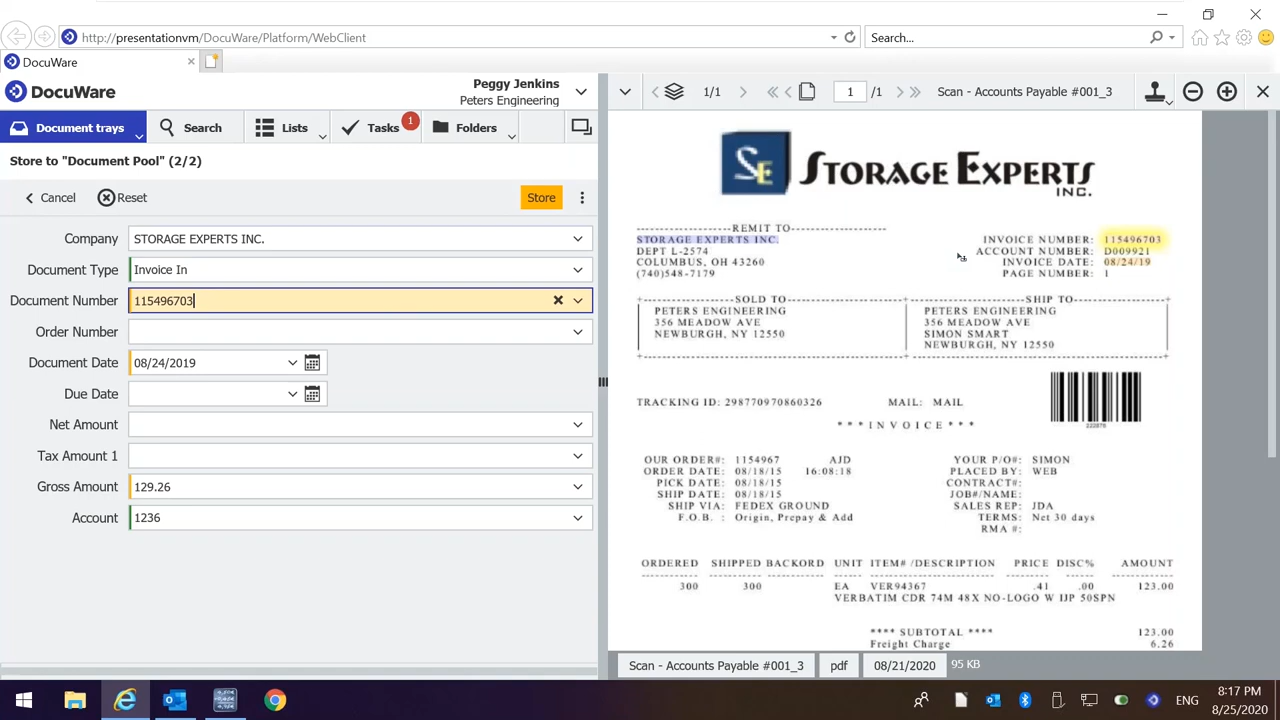 http://presentationvm/DocuWare/Platform/WebClient
Search...
DocuWare
DocuWare
Peggy Jenkins
Peters Engineering
Document trays
Search
Lists
Tasks
1
Folders
Store to "Document Pool" (2/2)
Cancel
Reset
Store
Company
STORAGE EXPERTS INC.
Document Type
Invoice In
Document Number
115496703
Order Number
Document Date
08/24/2019
Due Date
Net Amount
Tax Amount 1
Gross Amount
129.26
Account
1236
1/1
1 /1
Scan - Accounts Payable #001_3
SE
STORAGE EXPERTS
INC.
REMIT TO
STORAGE EXPERTS INC.
DEPT L-2574
COLUMBUS, OH 43260
(740)548-7179
INVOICE NUMBER: 115496703
ACCOUNT NUMBER: D009921
INVOICE DATE: 08/24/19
PAGE NUMBER: 1
SOLD TO
PETERS ENGINEERING
356 MEADOW AVE
NEWBURGH, NY 12550
SHIP TO
PETERS ENGINEERING
356 MEADOW AVE
SIMON SMART
NEWBURGH, NY 12550
TRACKING ID: 298770970860326
MAIL: MAIL
222876
***INVOICE***
OUR ORDER#: 1154967 AJD
ORDER DATE: 08/18/15 16:08:18
PICK DATE: 08/18/15
SHIP DATE: 08/18/15
SHIP VIA: FEDEX GROUND
F.O.B. : Origin, Prepay & Add
YOUR P/O#: SIMON
PLACED BY: WEB
CONTRACT#:
JOB#/NAME:
SALES REP: JDA
TERMS: Net 30 days
RMA #:
ORDERED SHIPPED BACKORD UNIT ITEM# /DESCRIPTION PRICE DISC% AMOUNT
300 300 EA VER94367 .41 .00 123.00
VERBATIM CDR 74M 48X NO-LOGO W IJP 50SPN
**** SUBTOTAL **** 123.00
Freight Charge 6.26
Scan - Accounts Payable #001_3
pdf
08/21/2020
95 KB
ENG
8:17 PM
8/25/2020